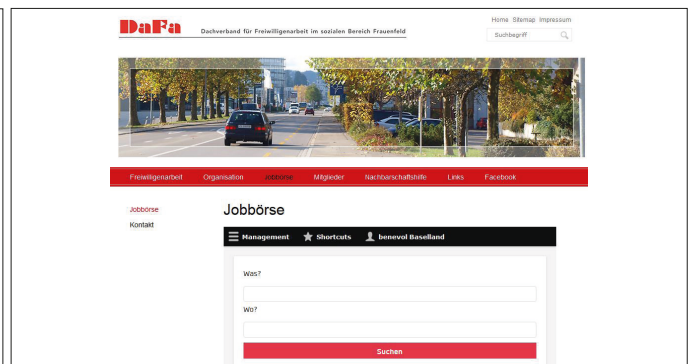 Home Sitemap Impressum
DaFa Dachverband für Freiwilligenarbeit im sozialen Bereich Frauenfeld
Suchbegriff
Freiwilligenarbeit Organisation Jobbörse Mitglieder Nachbarschaftshilfe Links Facebook
Jobbörse
Kontakt
Jobbörse
Management Shortcuts benevol Baselland
Was?
Wo?
Suchen